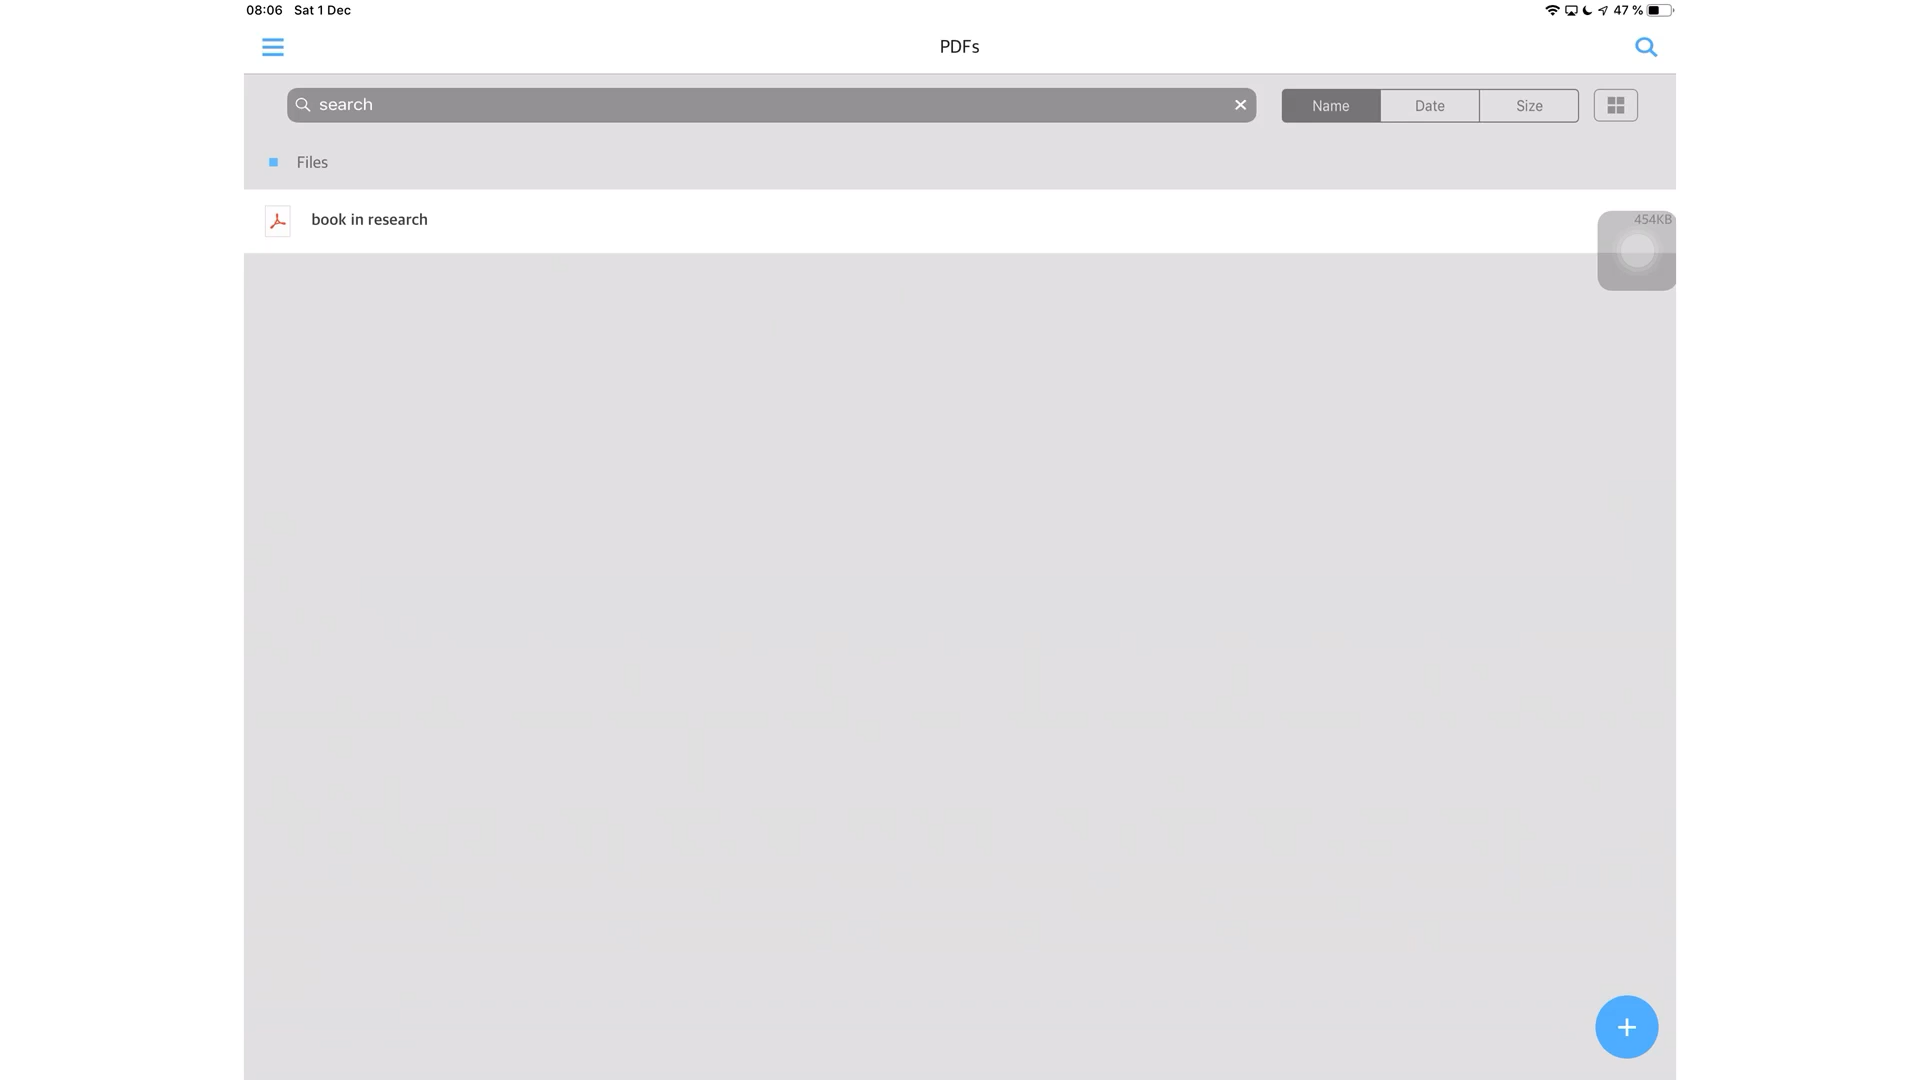 08:06 Sat 1 Dec 47 %
PDFs
search Name Date Size
Files
book in research 454KB